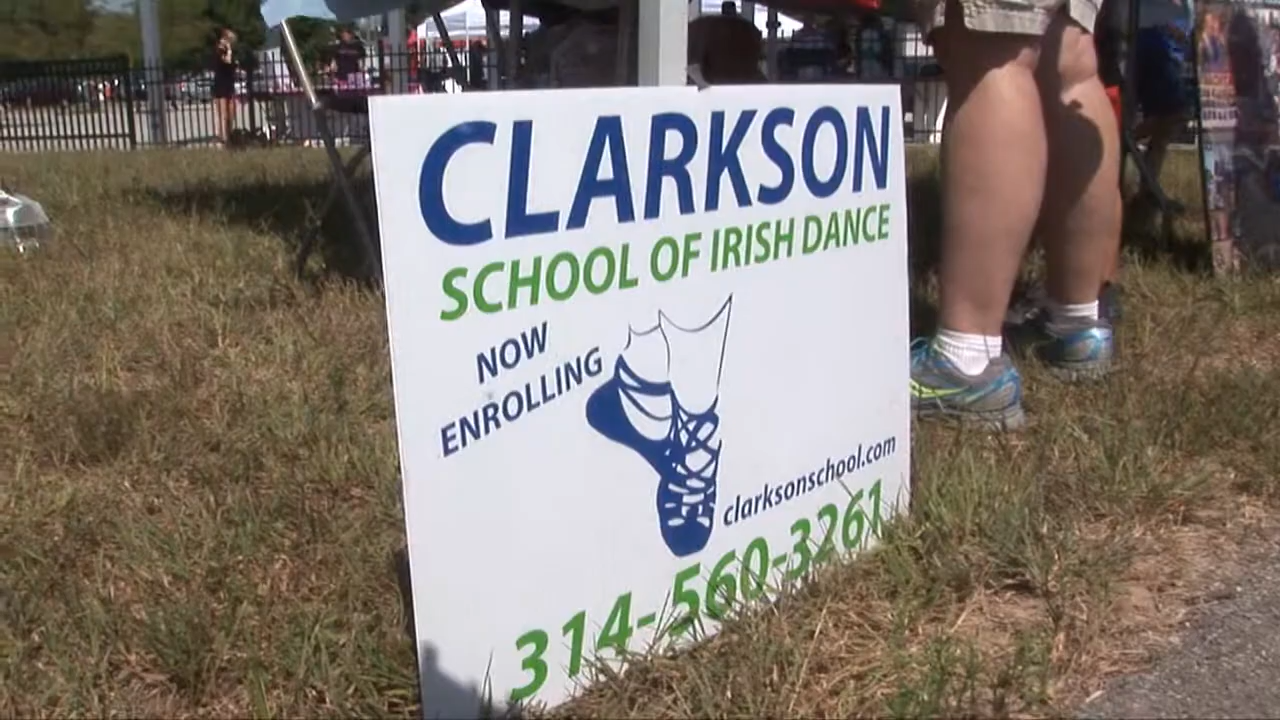 CLARKSON
SCHOOL OF IRISH DANCE
NOW
ENROLLING
clarksonschool.com
314-560-3261